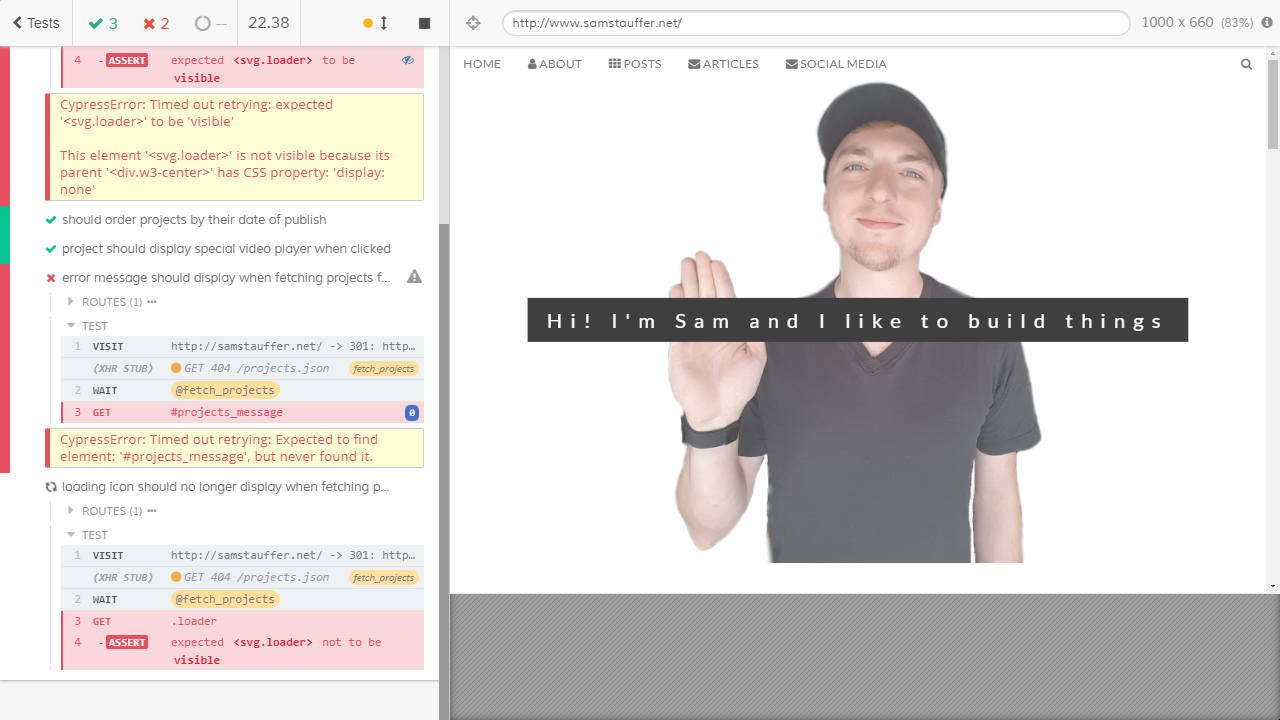 Tests
3
2
--
22.38
http://www.samstauffer.net/
1000 x 660 (83%)
4 -ASSERT expected <svg.loader> to be
visible
CypressError: Timed out retrying: expected
'<svg.loader>' to be 'visible'
This element '<svg.loader>' is not visible because its
parent '<div.w3-center>' has CSS property: 'display:
none'
should order projects by their date of publish
project should display special video player when clicked
error message should display when fetching projects f...
ROUTES (1) •••
TEST
1 VISIT http://samstauffer.net/ -> 301: http…
(XHR STUB) GET 404 /projects.json fetch_projects
2 WAIT @fetch_projects
3 GET #projects_message 0
CypressError: Timed out retrying: Expected to find
element: '#projects_message', but never found it.
loading icon should no longer display when fetching p...
ROUTES (1) •••
TEST
1 VISIT http://samstauffer.net/ -> 301: http…
(XHR STUB) GET 404 /projects.json fetch_projects
2 WAIT @fetch_projects
3 GET .loader
4 -ASSERT expected <svg.loader> not to be
visible
HOME ABOUT POSTS ARTICLES SOCIAL MEDIA
Hi! I'm Sam and I like to build things